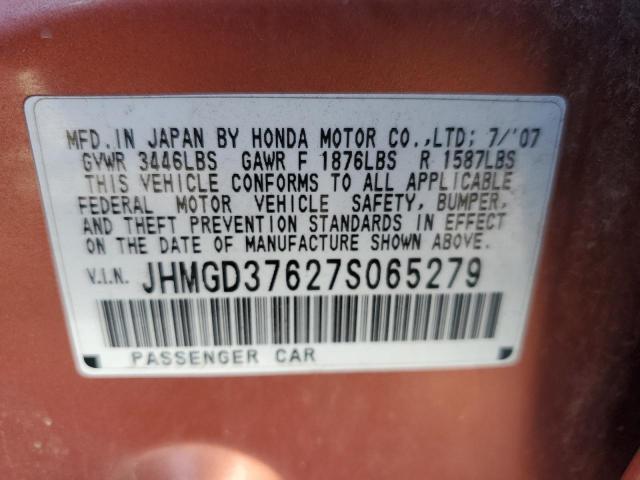 MFD. IN JAPAN BY HONDA MOTOR CO.,LTD; 7/'07
GVWR 3446LBS GAWR F 1876LBS R 1587LBS
THIS VEHICLE CONFORMS TO ALL APPLICABLE
FEDERAL MOTOR VEHICLE SAFETY, BUMPER,
AND THEFT PREVENTION STANDARDS IN EFFECT
ON THE DATE OF MANUFACTURE SHOWN ABOVE.
V.I.N. JHMGD37627S065279
PASSENGER CAR